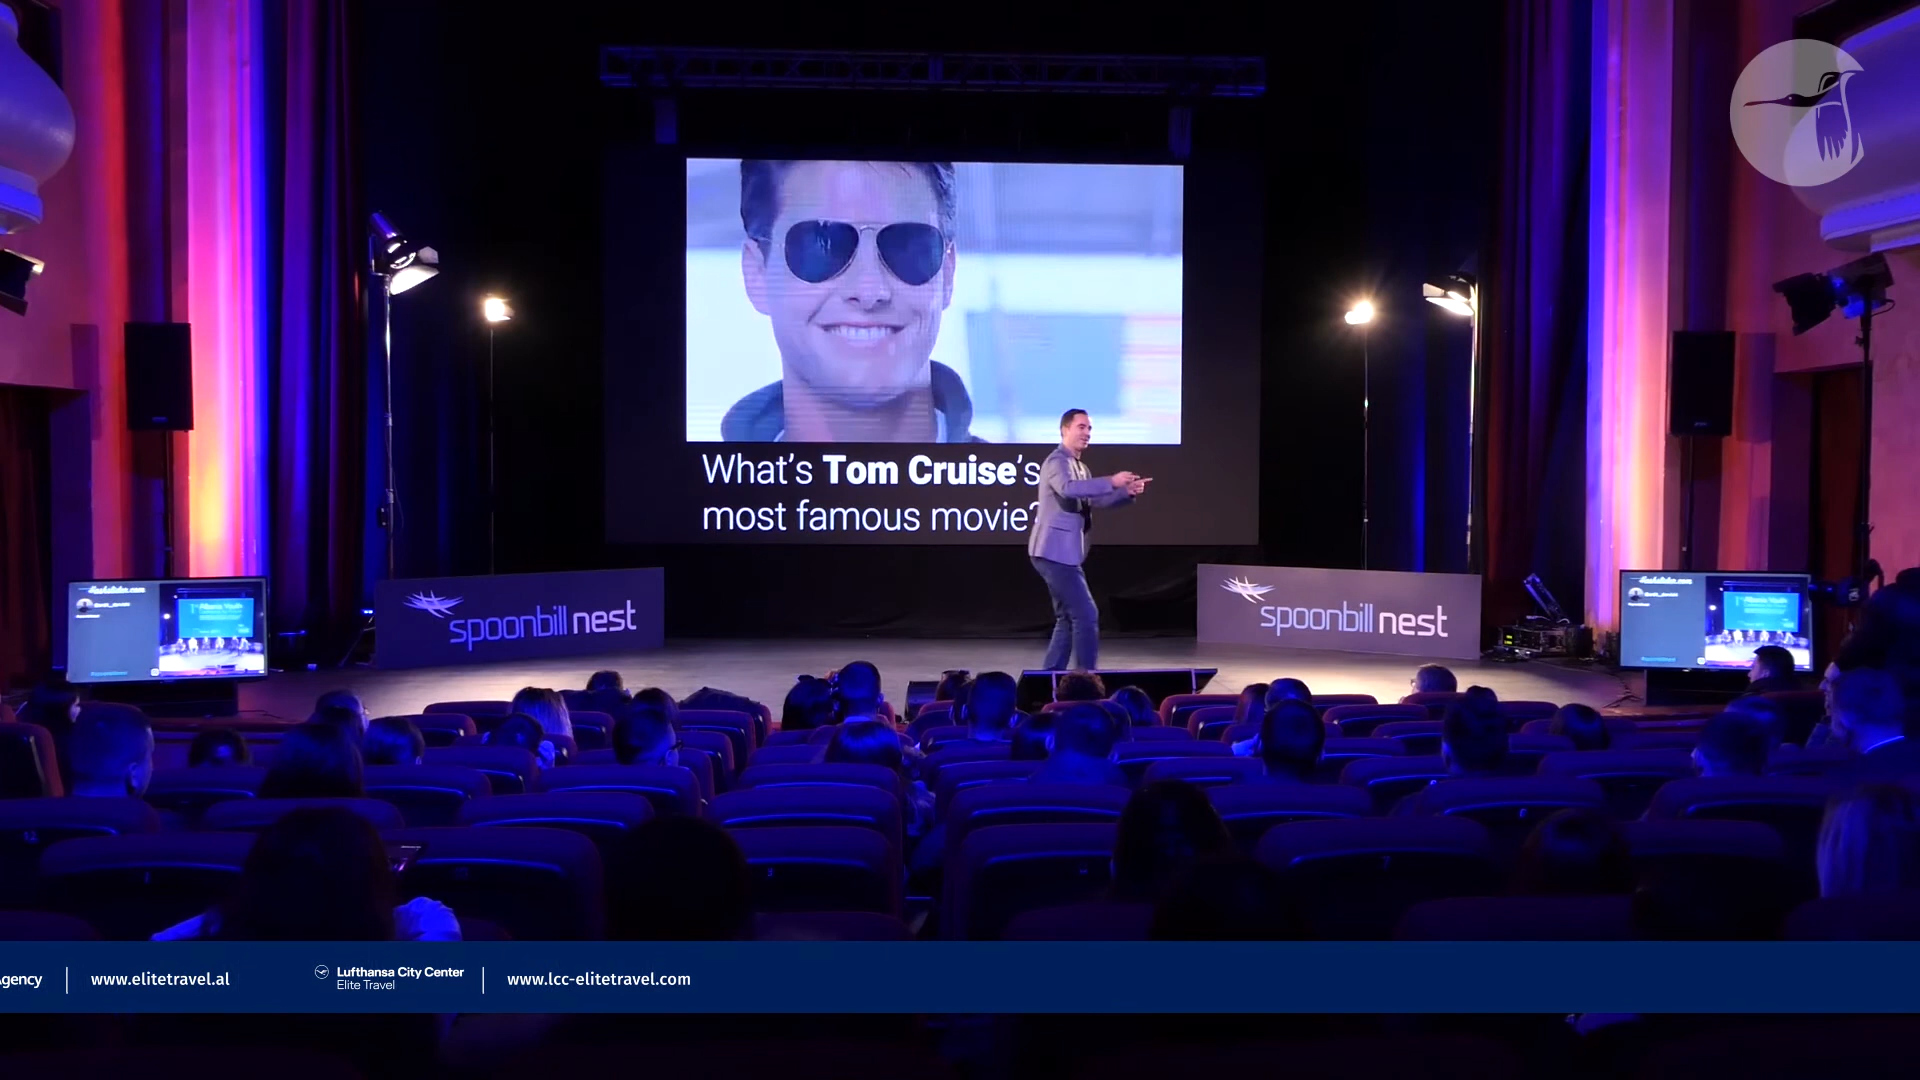 What's Tom Cruise's
most famous movie?
spoonbill nest
spoonbill nest
Agency
www.elitetravel.al
Lufthansa City Center
Elite Travel
www.lcc-elitetravel.com